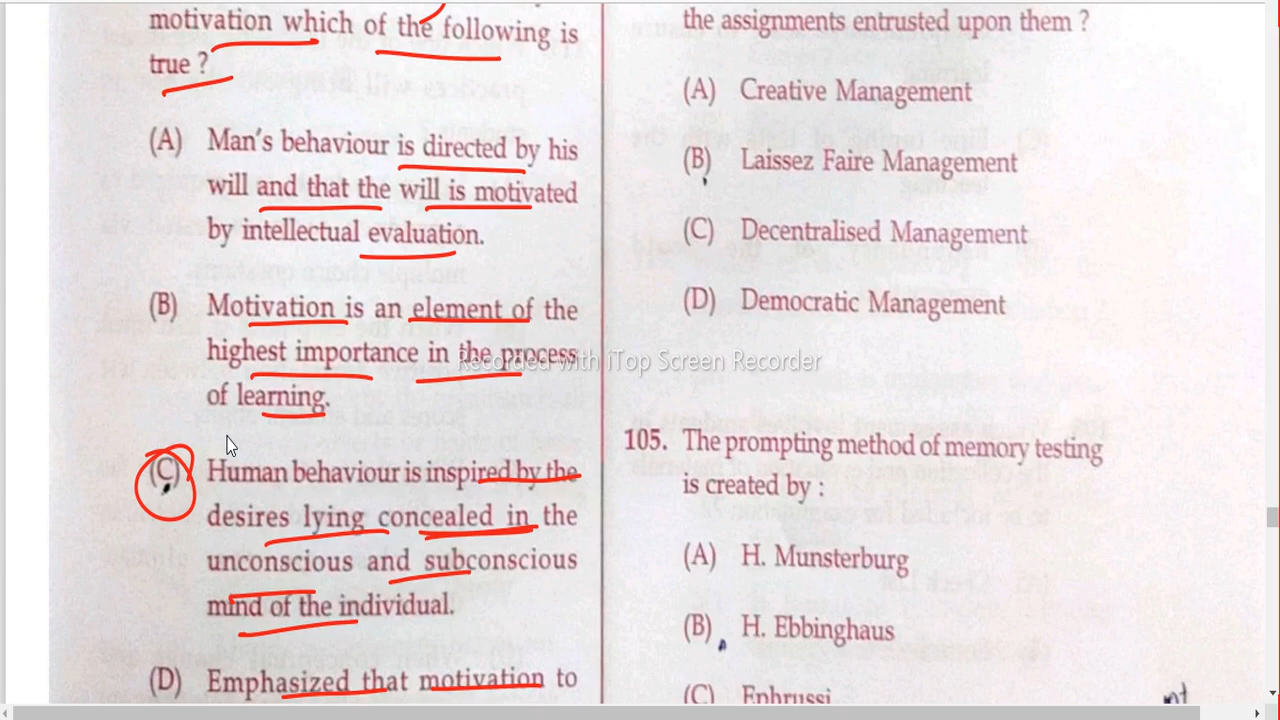 motivation which of the following is
true ?
(A) Man's behaviour is directed by his
will and that the will is motivated
by intellectual evaluation.
(B) Motivation is an element of the
highest importance in the process
of learning.
(C) Human behaviour is inspired by the
desires lying concealed in the
unconscious and subconscious
mind of the individual.
(D) Emphasized that motivation to
the assignments entrusted upon them ?
(A) Creative Management
(B) Laissez Faire Management
(C) Decentralised Management
(D) Democratic Management
105. The prompting method of memory testing
is created by :
(A) H. Munsterburg
(B) H. Ebbinghaus
(C) Ephrussi
Recorded with iTop Screen Recorder